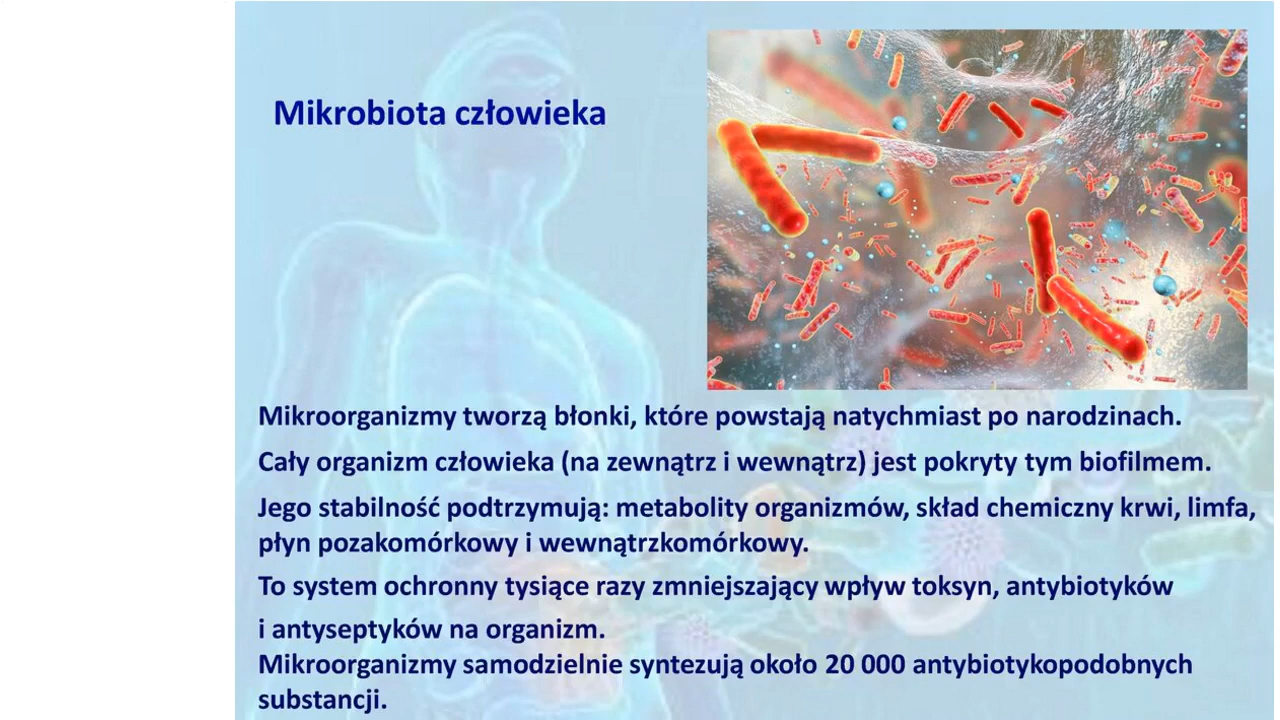 Mikrobiota człowieka
Mikroorganizmy tworzą błonki, które powstają natychmiast po narodzinach.
Cały organizm człowieka (na zewnątrz i wewnątrz) jest pokryty tym biofilmem.
Jego stabilność podtrzymują: metabolity organizmów, skład chemiczny krwi, limfa,
płyn pozakomórkowy i wewnątrzkomórkowy.
To system ochronny tysiące razy zmniejszający wpływ toksyn, antybiotyków
i antyseptyków na organizm.
Mikroorganizmy samodzielnie syntezują około 20 000 antybiotykopodobnych
substancji.